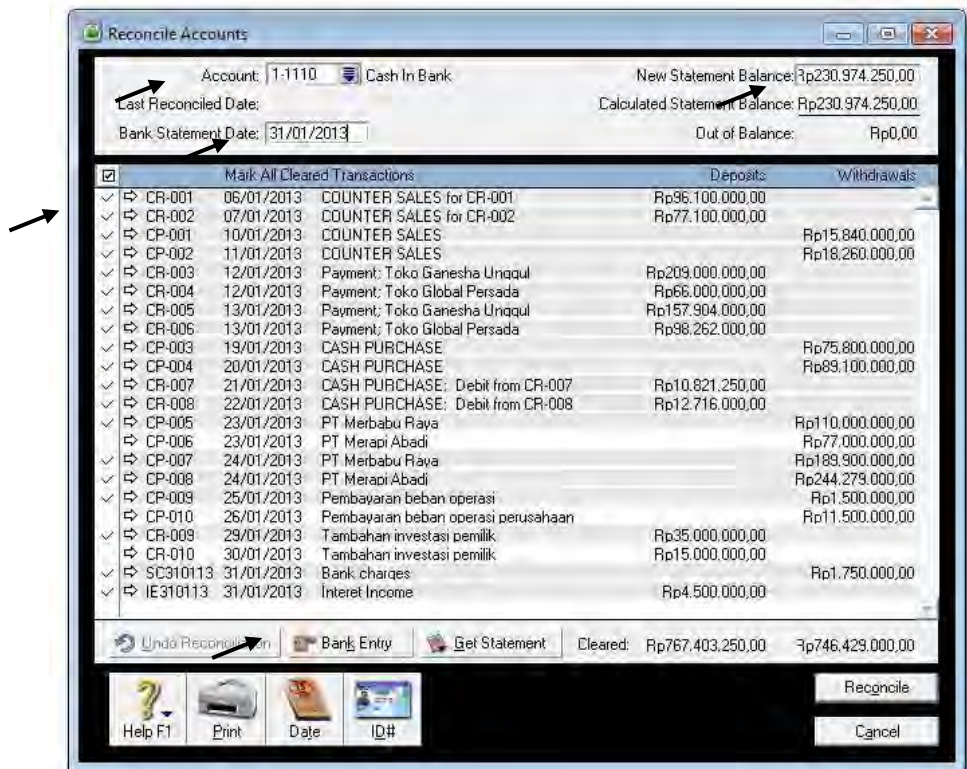 Reconcile Accounts
Account: 1-1110 Cash In Bank New Statement Balance: Rp230.974.250,00
Last Reconciled Date: Calculated Statement Balance: Rp230.974.250,00
Bank Statement Date: 31/01/2013 Out of Balance: Rp0,00
Mark All Cleared Transactions Deposits Withdrawals
CR-001 06/01/2013 COUNTER SALES for CR-001 Rp96.100.000,00
CR-002 07/01/2013 COUNTER SALES for CR-002 Rp77.100.000,00
CP-001 10/01/2013 COUNTER SALES Rp15.840.000,00
CP-002 11/01/2013 COUNTER SALES Rp18.260.000,00
CR-003 12/01/2013 Payment; Toko Ganesha Unggul Rp209.000.000,00
CR-004 12/01/2013 Payment; Toko Global Persada Rp66.000.000,00
CR-005 13/01/2013 Payment; Toko Ganesha Unggul Rp157.904.000,00
CR-006 13/01/2013 Payment; Toko Global Persada Rp98.262.000,00
CP-003 19/01/2013 CASH PURCHASE Rp75.800.000,00
CP-004 20/01/2013 CASH PURCHASE Rp89.100.000,00
CR-007 21/01/2013 CASH PURCHASE; Debit from CR-007 Rp10.821.250,00
CR-008 22/01/2013 CASH PURCHASE; Debit from CR-008 Rp12.716.000,00
CP-005 23/01/2013 PT Merbabu Raya Rp110.000.000,00
CP-006 23/01/2013 PT Merapi Abadi Rp77.000.000,00
CP-007 24/01/2013 PT Merbabu Raya Rp189.900.000,00
CP-008 24/01/2013 PT Merapi Abadi Rp244.279.000,00
CP-009 25/01/2013 Pembayaran beban operasi Rp1.500.000,00
CP-010 26/01/2013 Pembayaran beban operasi perusahaan Rp11.500.000,00
CR-009 29/01/2013 Tambahan investasi pemilik Rp35.000.000,00
CR-010 30/01/2013 Tambahan investasi pemilik Rp15.000.000,00
SC310113 31/01/2013 Bank charges Rp1.750.000,00
IE310113 31/01/2013 Interet Income Rp4.500.000,00
Undo Reconciliation Bank Entry Get Statement Cleared: Rp767.403.250,00 Rp746.429.000,00
Help F1 Print Date ID# Reconcile
Cancel